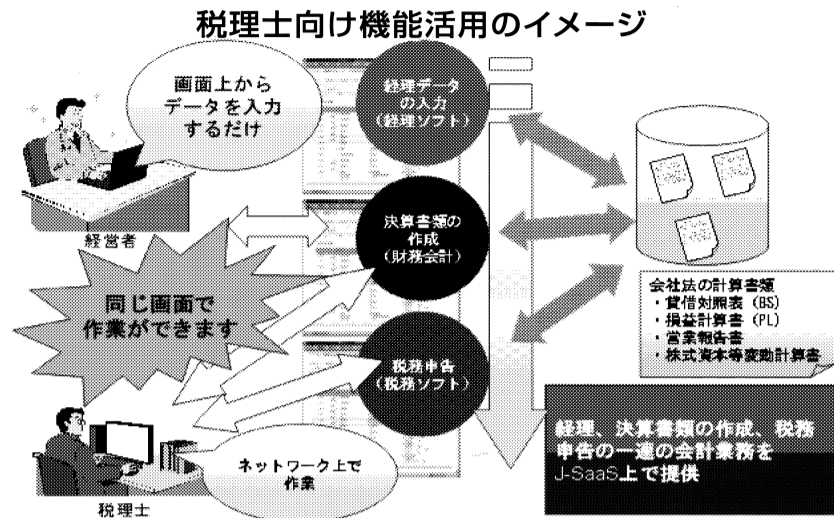 税理士向け機能活用のイメージ
画面上から
データを入力
するだけ
経理データ
の入力
(経理ソフト)
経営者
決算書類の
作成
(財務会計)
同じ画面で
作業ができます
会社法の計算書類
・貸借対照表(BS)
・損益計算書(PL)
・営業報告書
・株式資本等変動計算書
税務申告
(税務ソフト)
経理、決算書類の作成、税務
申告の一連の会計業務を
J-SaaS上で提供
ネットワーク上で
作業
税理士